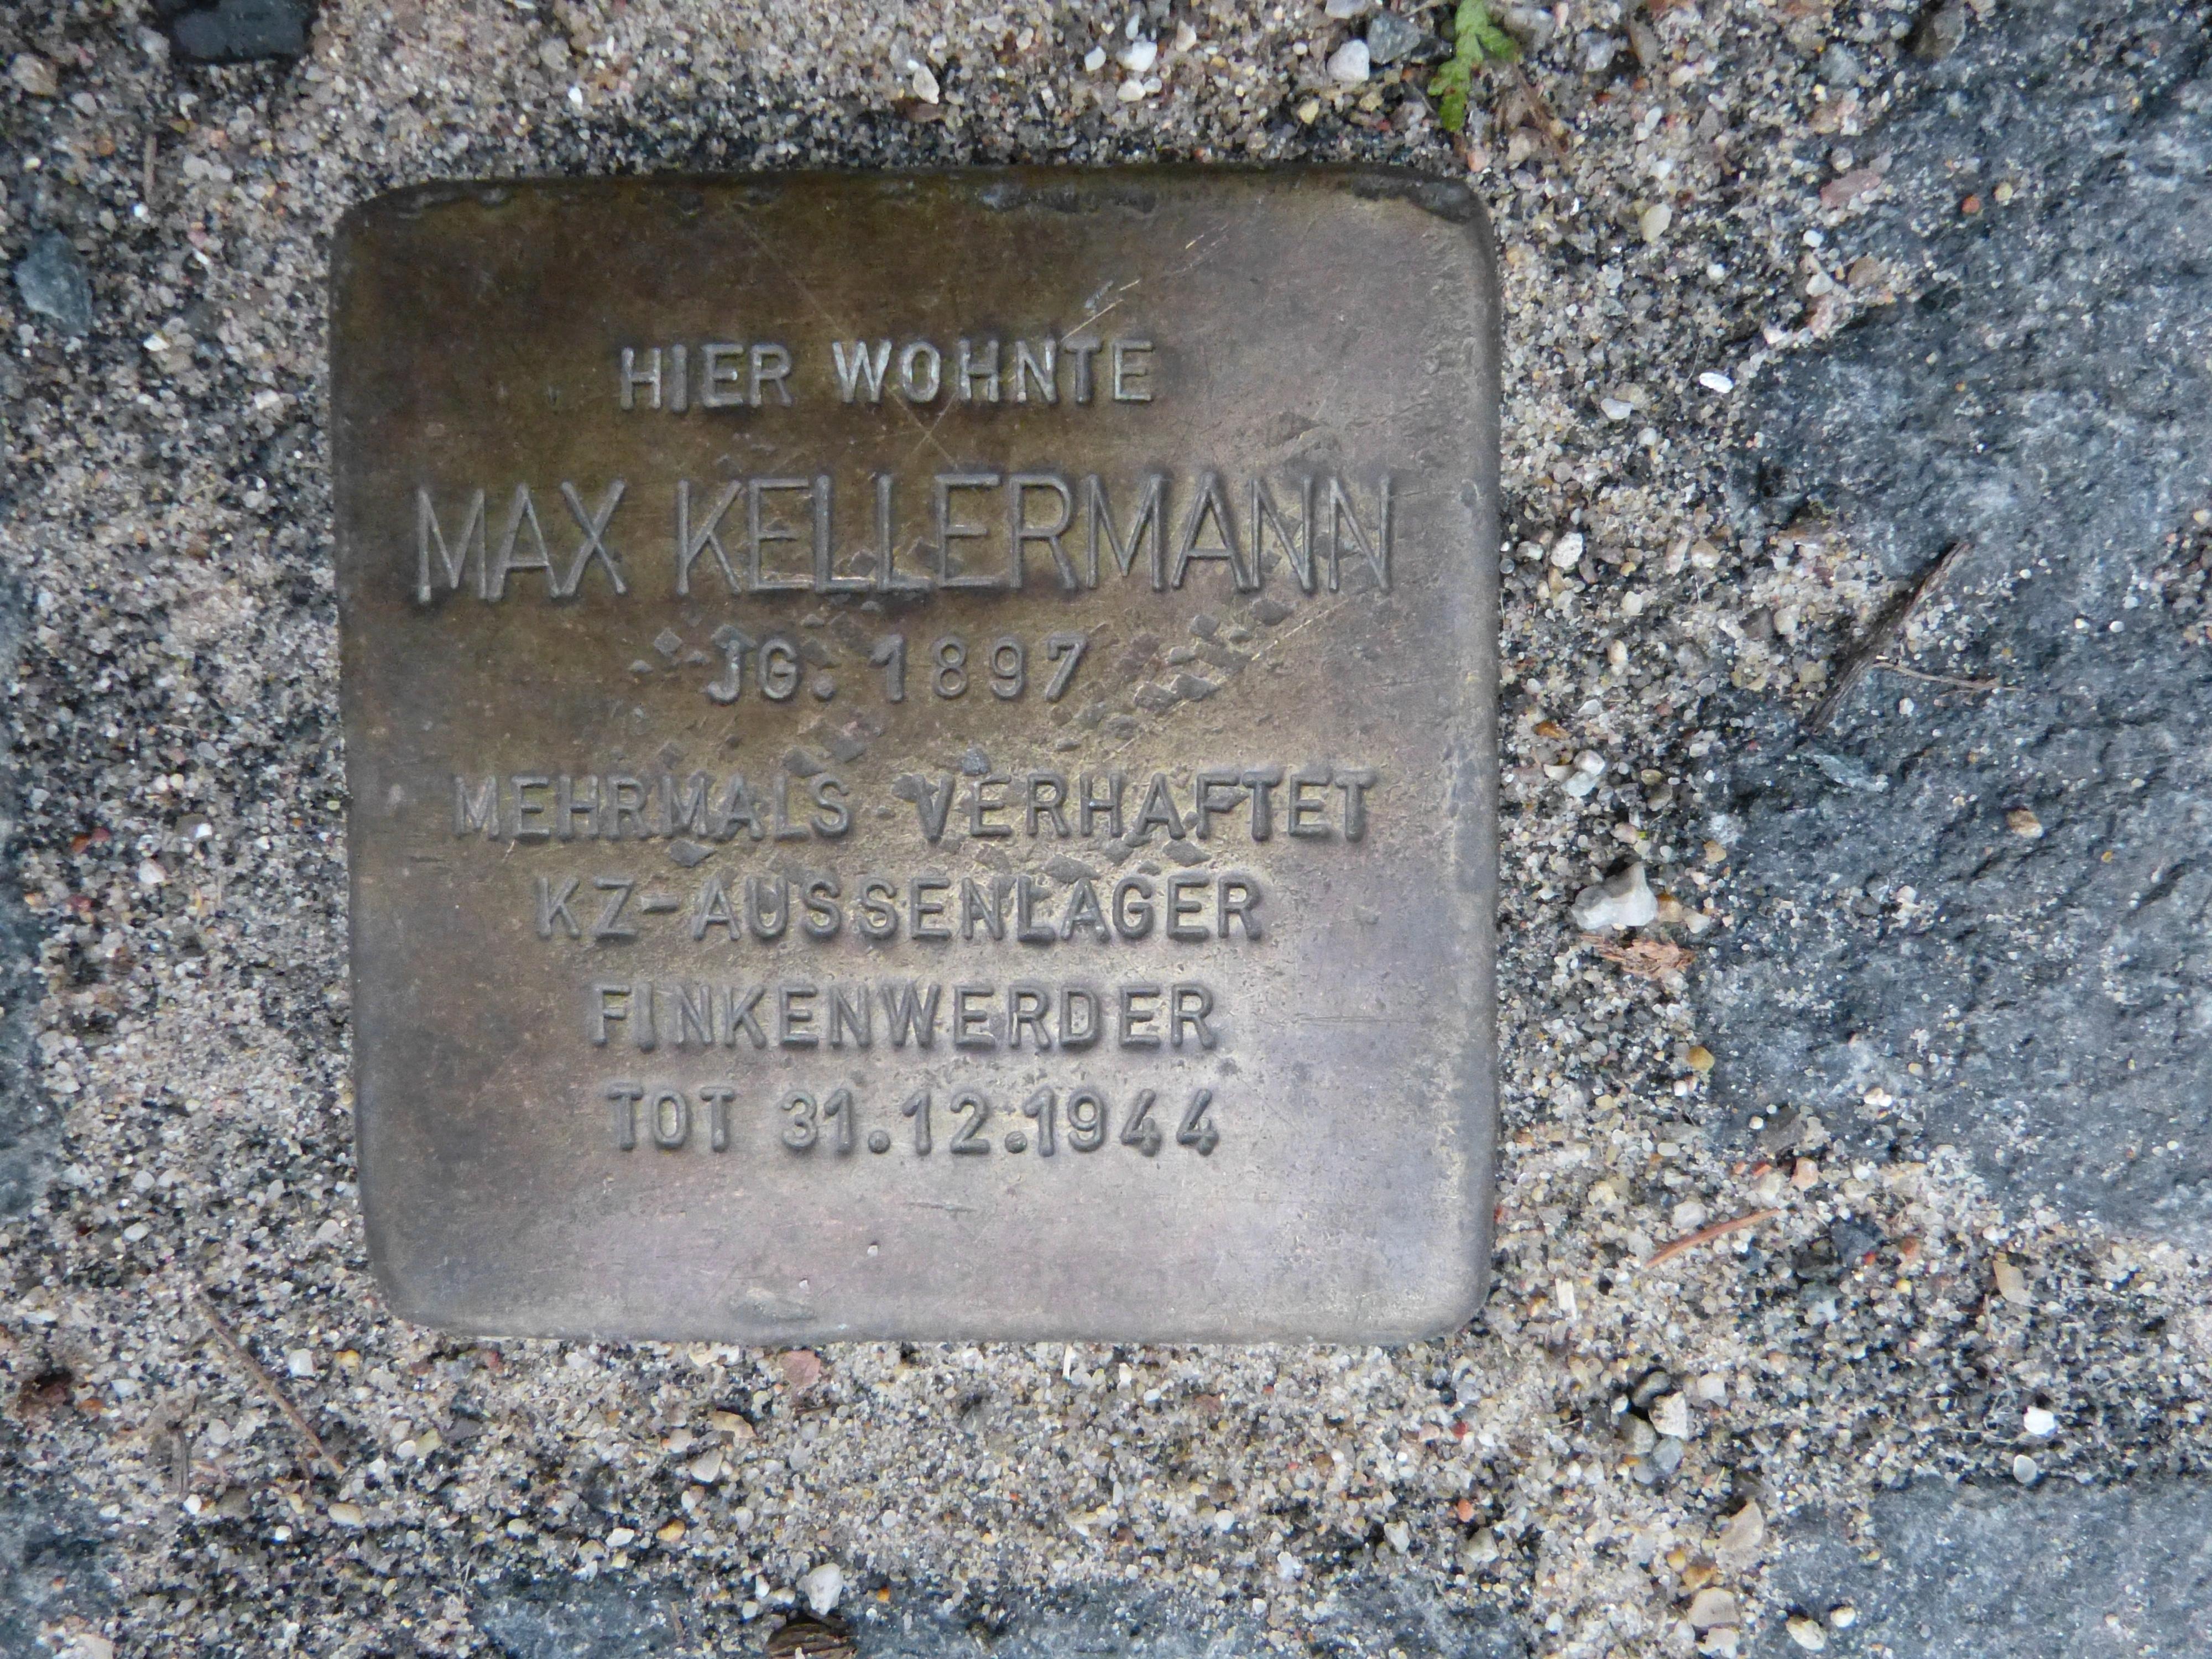 HIER WOHNTE
MAX KELLERMANN
JG. 1897
MEHRMALS VERHAFTET
KZ-AUSSENLAGER
FINKENWERDER
TOT 31.12.1944